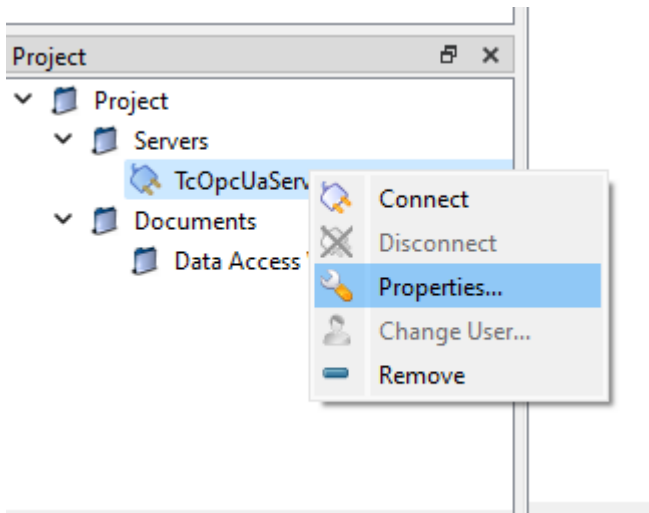 Project
Project
Servers
TcOpcUaServ
Connect
Documents
Disconnect
Data Access
Properties...
Change User...
Remove